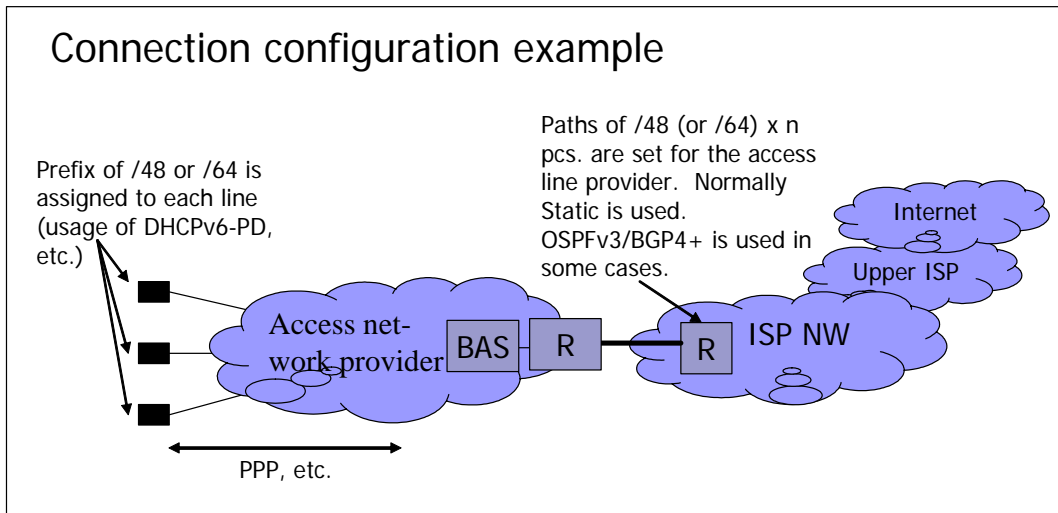 Connection configuration example
Prefix of /48 or /64 is
assigned to each line
(usage of DHCPv6-PD,
etc.)
Paths of /48 (or /64) x n
pcs. are set for the access
line provider.  Normally
Static is used.
OSPFv3/BGP4+ is used in
some cases.
Internet
Upper ISP
Access net-
work provider
BAS
R
R
ISP NW
PPP, etc.